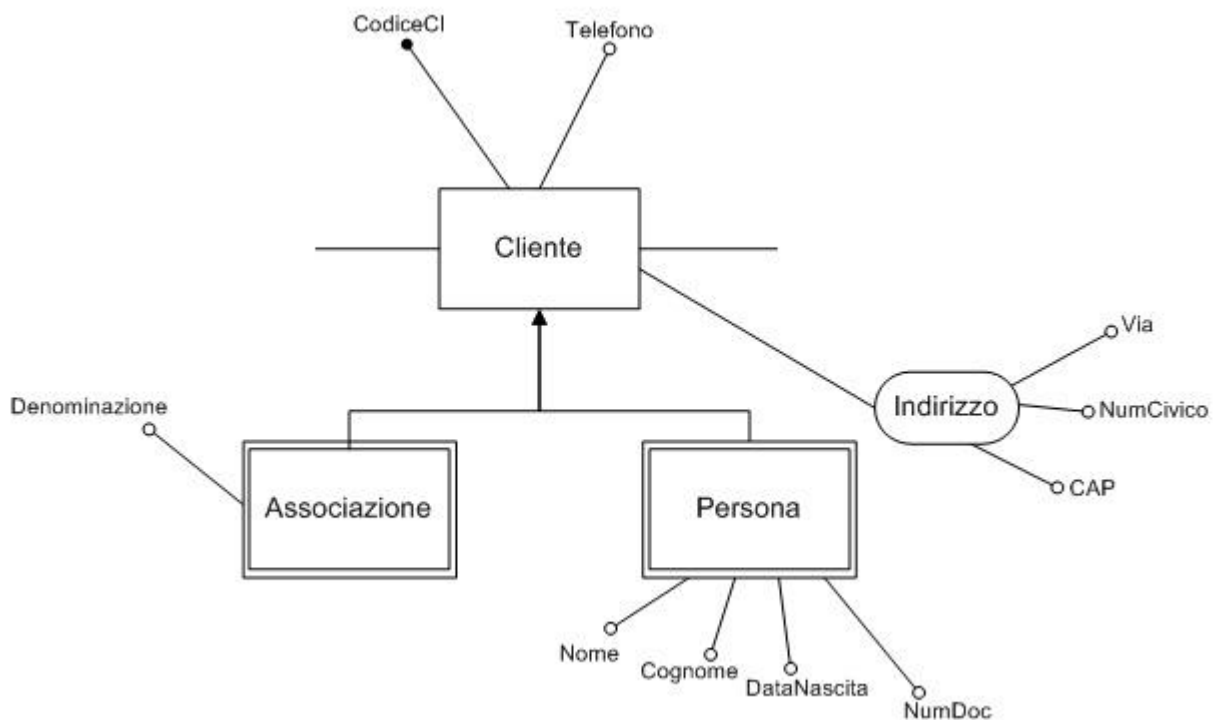 CodiceCl
Telefono
Cliente
Via
Indirizzo
NumCivico
Denominazione
CAP
Associazione
Persona
Nome
Cognome
DataNascita
NumDoc